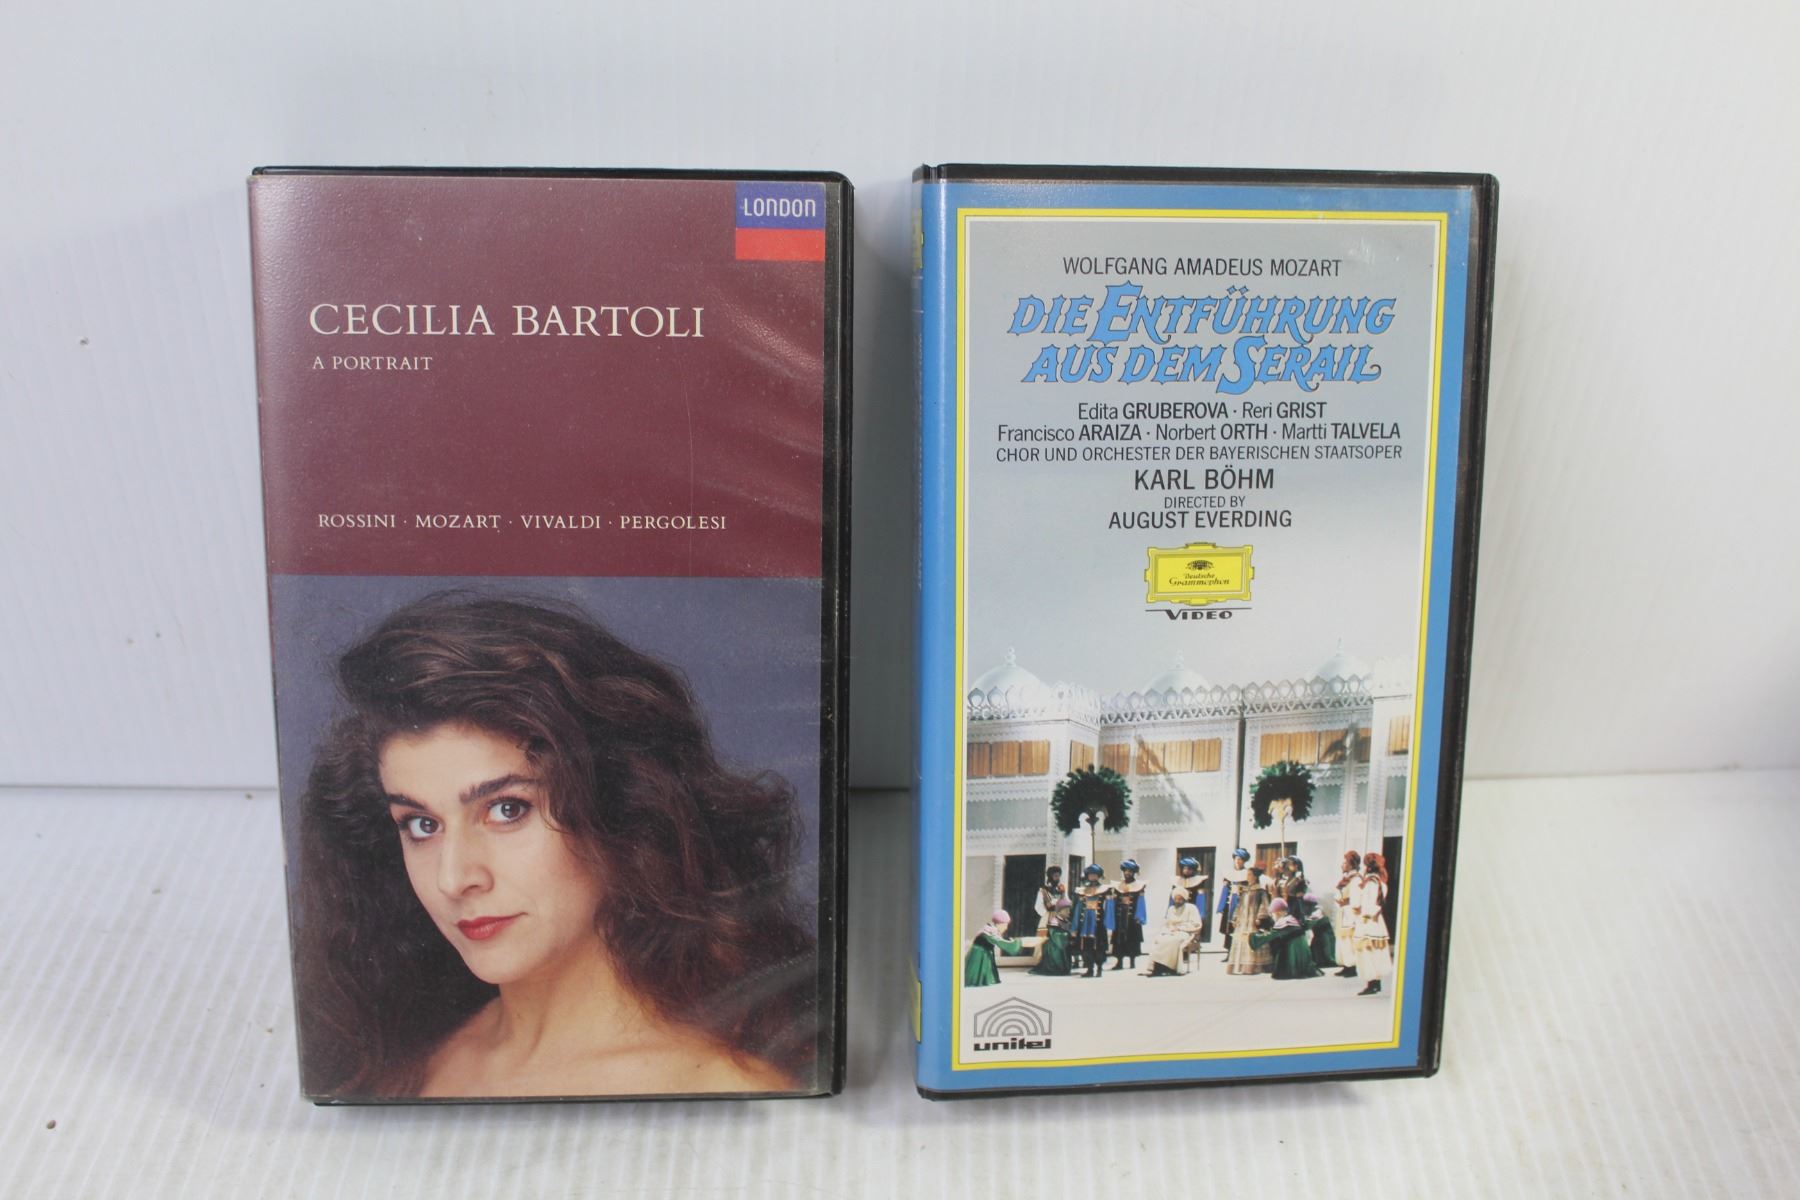 LONDON
CECILIA BARTOLI
A PORTRAIT
ROSSINI · MOZART · VIVALDI · PERGOLESI
WOLFGANG AMADEUS MOZART
DIE ENTFÜHRUNG
AUS DEM SERAIL
Edita GRUBEROVA · Reri GRIST
Francisco ARAIZA · Norbert ORTH · Martti TALVELA
CHOR UND ORCHESTER DER BAYERISCHEN STAATSOPER
KARL BÖHM
DIRECTED BY
AUGUST EVERDING
Deutsche
Grammophon
VIDEO
unitel